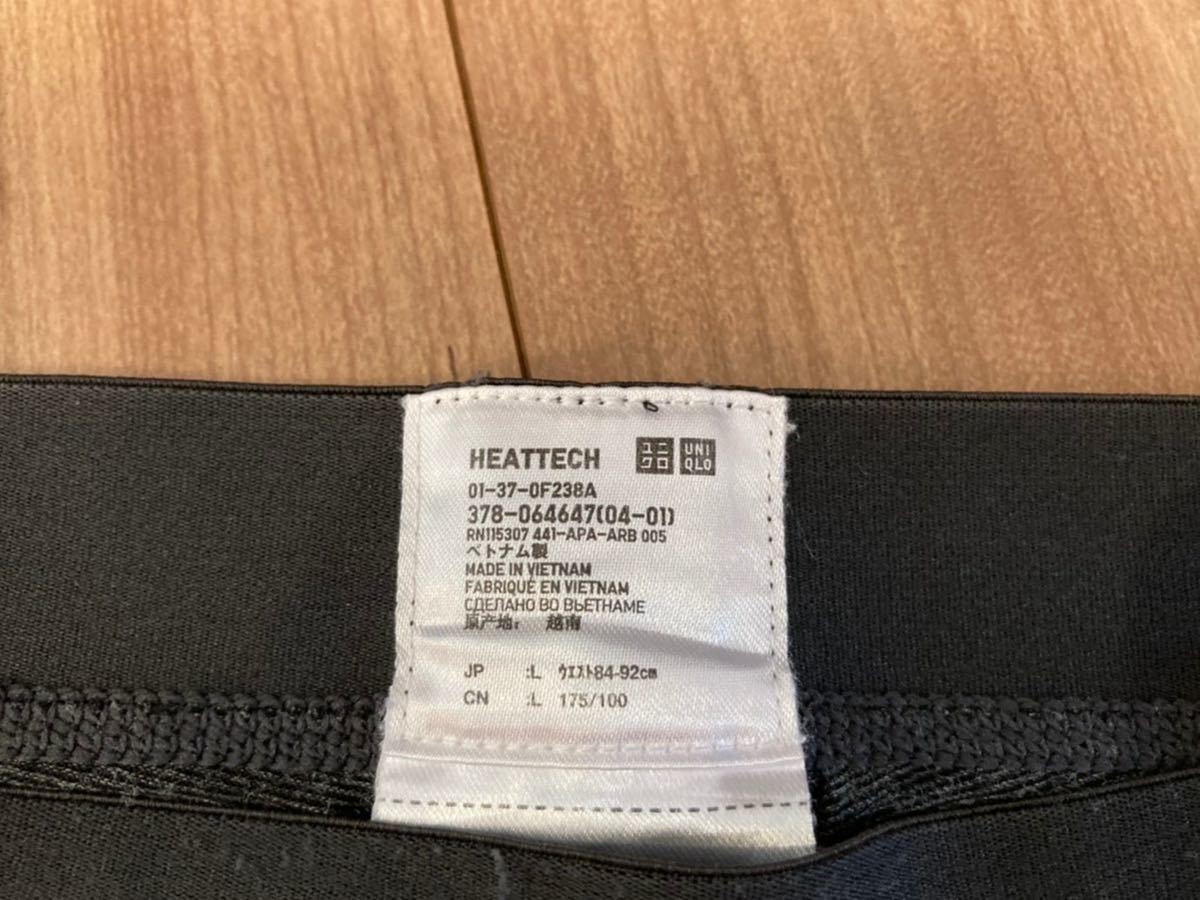 HEATTECH ユニクロ UNIQLO
01-37-0F238A
378-064647(04-01)
RN115307 441-APA-ARB 005
ベトナム製
MADE IN VIETNAM
FABRIQUÉ EN VIETNAM
СДЕЛАНО ВО ВЬЕТНАМЕ
原产地: 越南
JP :L ウエスト84-92cm
CN :L 175/100